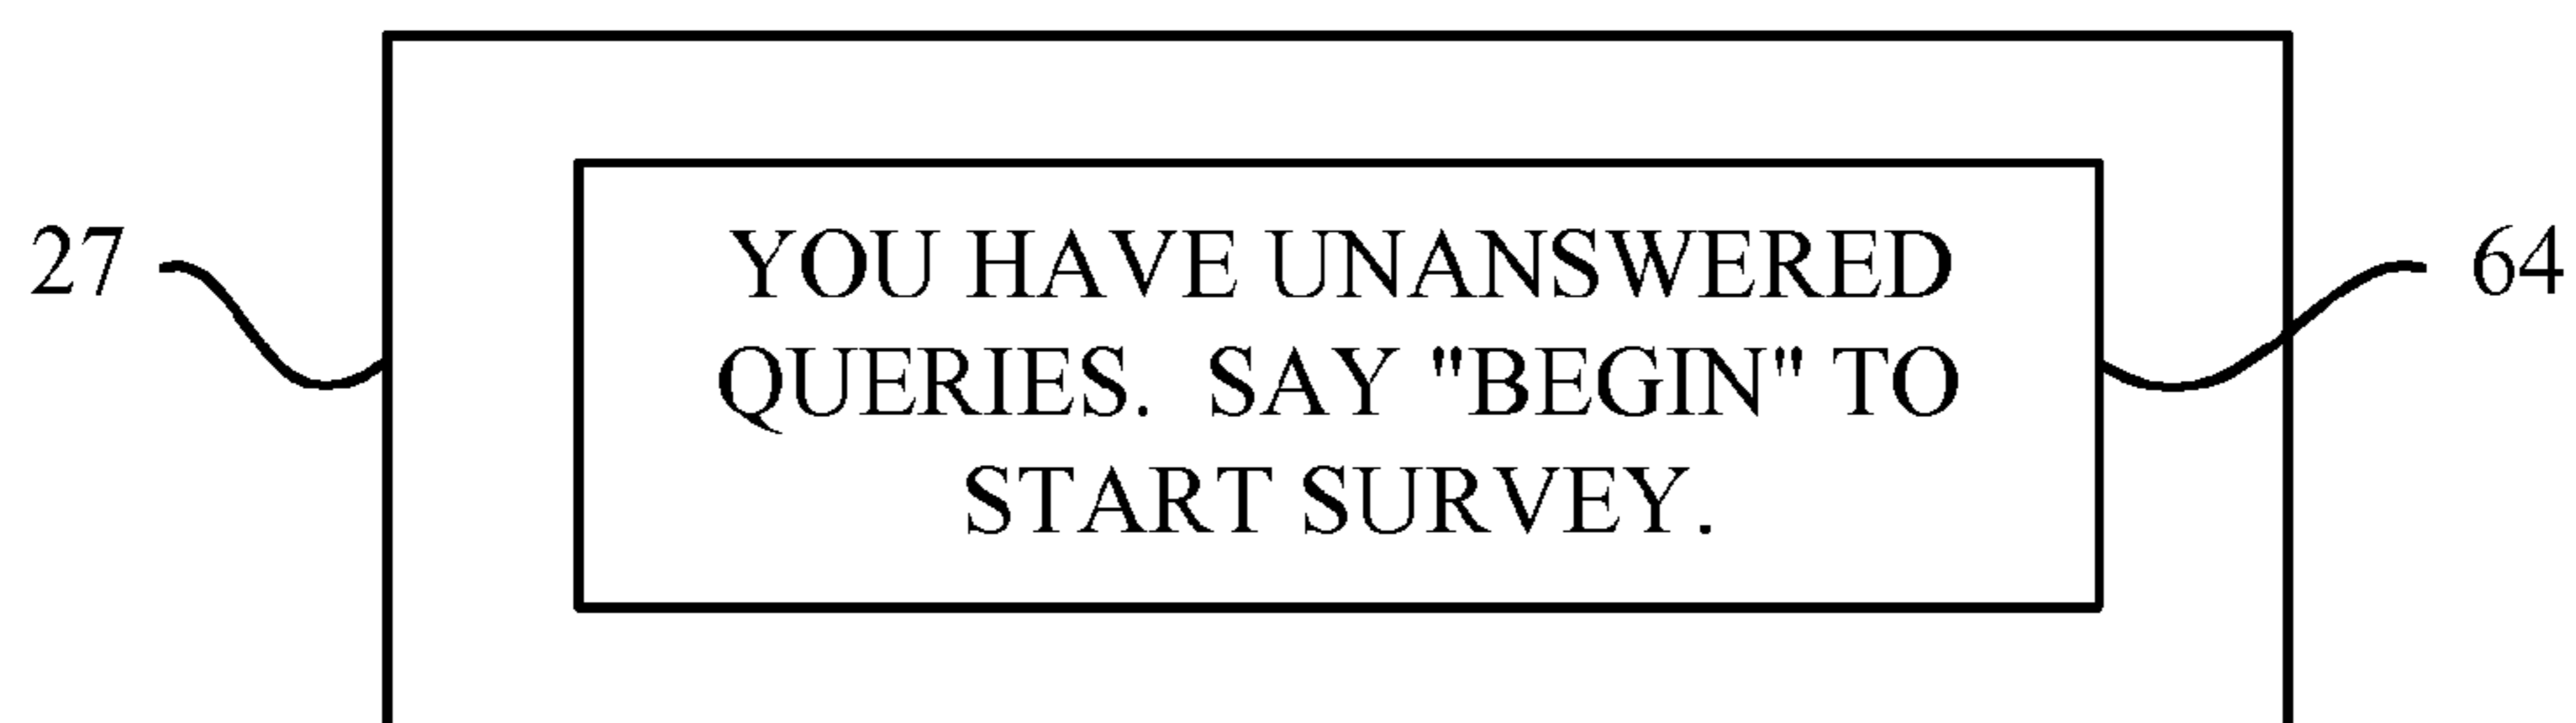 27
YOU HAVE UNANSWERED
QUERIES.  SAY "BEGIN" TO
START SURVEY.
64